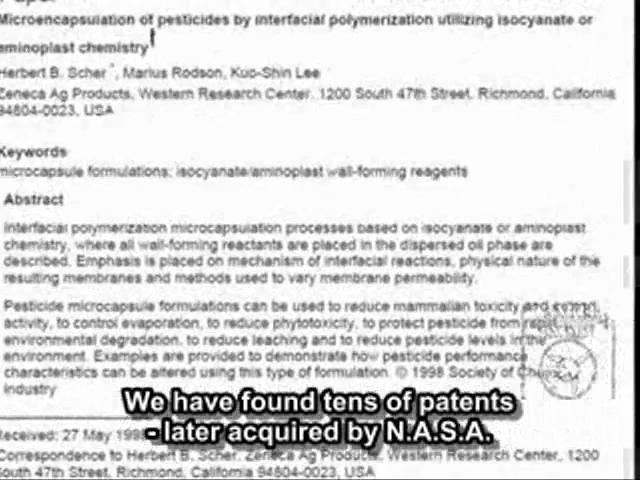 Microencapsulation of pesticides by interfacial polymerization utilizing isocyanate or
aminoplast chemistry†
Herbert B. Scher *, Marius Rodson, Kuo-Shin Lee
Zeneca Ag Products, Western Research Center, 1200 South 47th Street, Richmond, California
94804-0023, USA
Keywords
microcapsule formulations; isocyanate/aminoplast wall-forming reagents
Abstract
Interfacial polymerization microcapsulation processes based on isocyanate or aminoplast
chemistry, where all wall-forming reactants are placed in the dispersed oil phase are
described. Emphasis is placed on mechanism of interfacial reactions, physical nature of the
resulting membranes and methods used to vary membrane permeability.
Pesticide microcapsule formulations can be used to reduce mammalian toxicity and extend
activity, to control evaporation, to reduce phytotoxicity, to protect pesticide from rapid
environmental degradation, to reduce leaching and to reduce pesticide levels in the
environment. Examples are provided to demonstrate how pesticide performance
characteristics can be altered using this type of formulation. © 1998 Society of Chemical
Industry
We have found tens of patents
- later acquired by N.A.S.A.
Received: 27 May 1998
Correspondence to Herbert B. Scher, Zeneca Ag Products, Western Research Center, 1200
South 47th Street, Richmond, California 94804-0023, USA